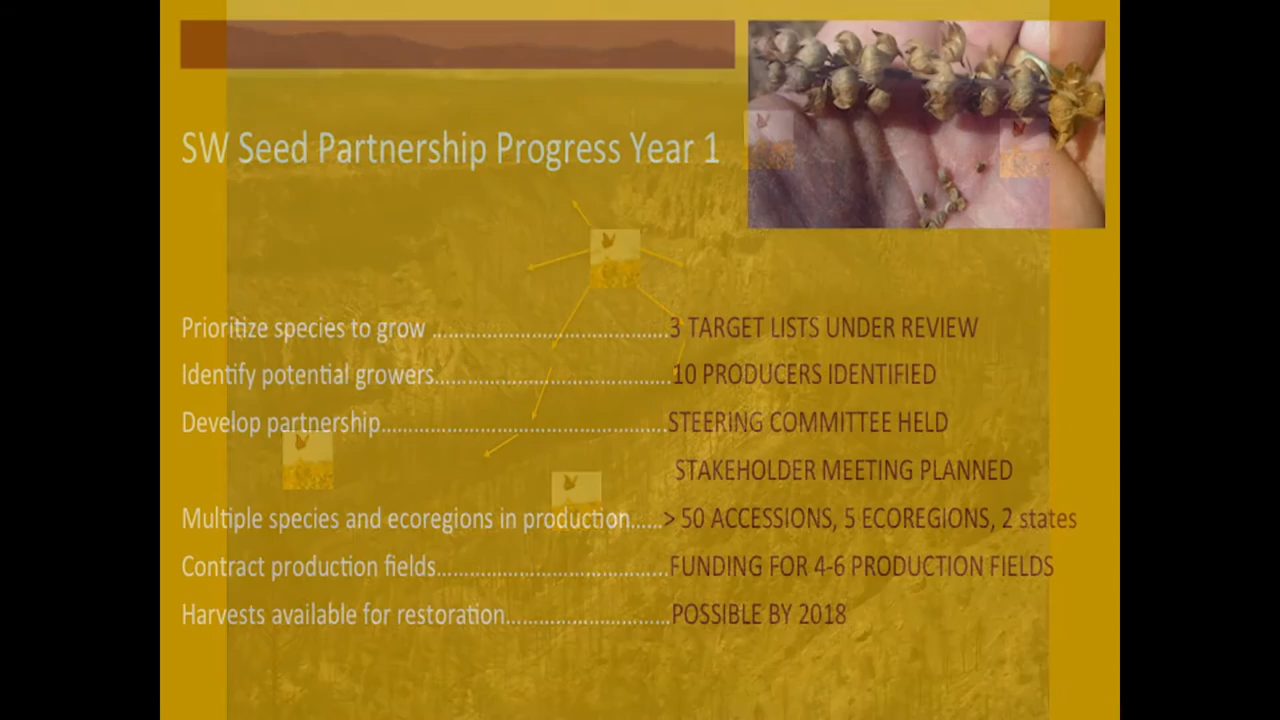 SW Seed Partnership Progress Year 1
Prioritize species to grow ..........................................3 TARGET LISTS UNDER REVIEW
Identify potential growers..........................................10 PRODUCERS IDENTIFIED
Develop partnership...................................................STEERING COMMITTEE HELD
STAKEHOLDER MEETING PLANNED
Multiple species and ecoregions in production......> 50 ACCESSIONS, 5 ECOREGIONS, 2 states
Contract production fields.........................................FUNDING FOR 4-6 PRODUCTION FIELDS
Harvests available for restoration.............................POSSIBLE BY 2018